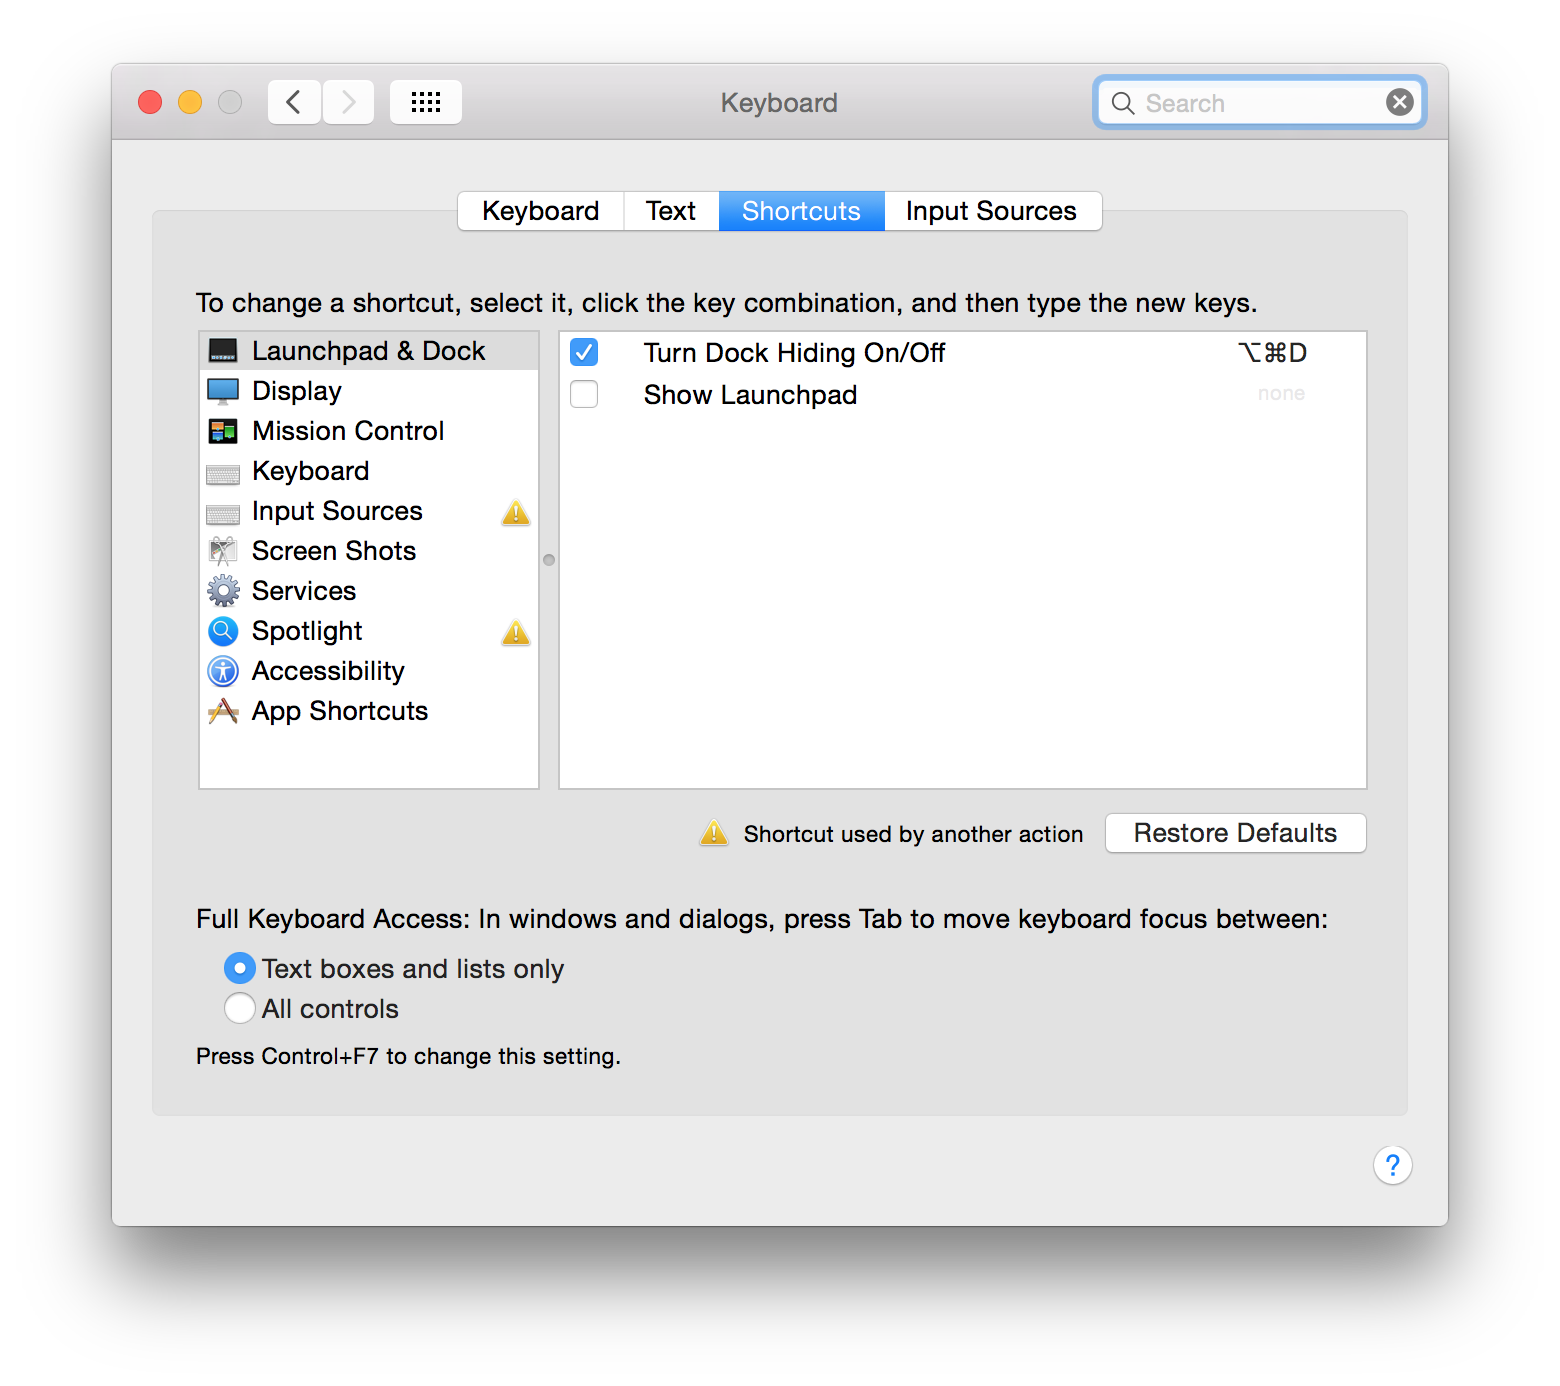 Keyboard
Search
Keyboard Text Shortcuts Input Sources
To change a shortcut, select it, click the key combination, and then type the new keys.
Launchpad & Dock
Display
Mission Control
Keyboard
Input Sources
Screen Shots
Services
Spotlight
Accessibility
App Shortcuts
Turn Dock Hiding On/Off ⌥⌘D
Show Launchpad none
Shortcut used by another action
Restore Defaults
Full Keyboard Access: In windows and dialogs, press Tab to move keyboard focus between:
Text boxes and lists only
All controls
Press Control+F7 to change this setting.
?